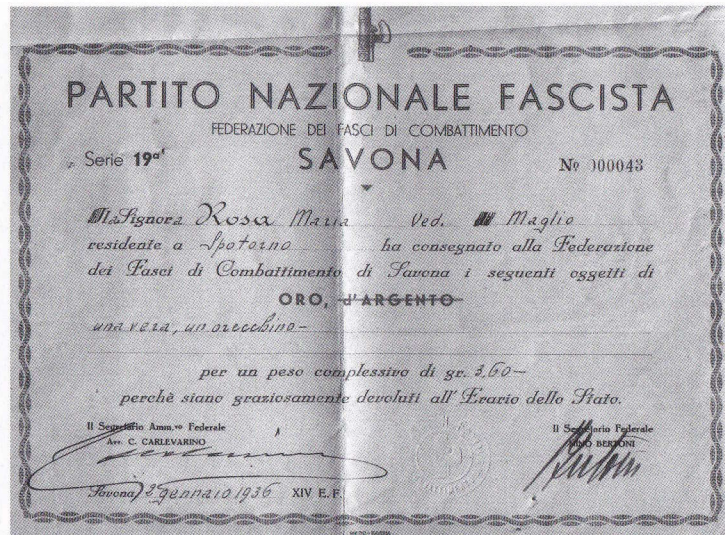 PARTITO NAZIONALE FASCISTA
FEDERAZIONE DEI FASCI DI COMBATTIMENTO
Serie 19ª SAVONA Nº 000043
La Signora Rosa Maria Ved. Maglio
residente a Spotorno ha consegnato alla Federazione
dei Fasci di Combattimento di Savona i seguenti oggetti di
ORO, d'ARGENTO
una vera, un orecchino-
per un peso complessivo di gr. 3,60-
perchè siano graziosamente devoluti all' Erario dello Stato.
Il Segretario Amm.vo Federale Il Segretario Federale
Avv. C. CARLEVARINO NINO BERTONI
Savona, gennaio 1936 XIV E. F.